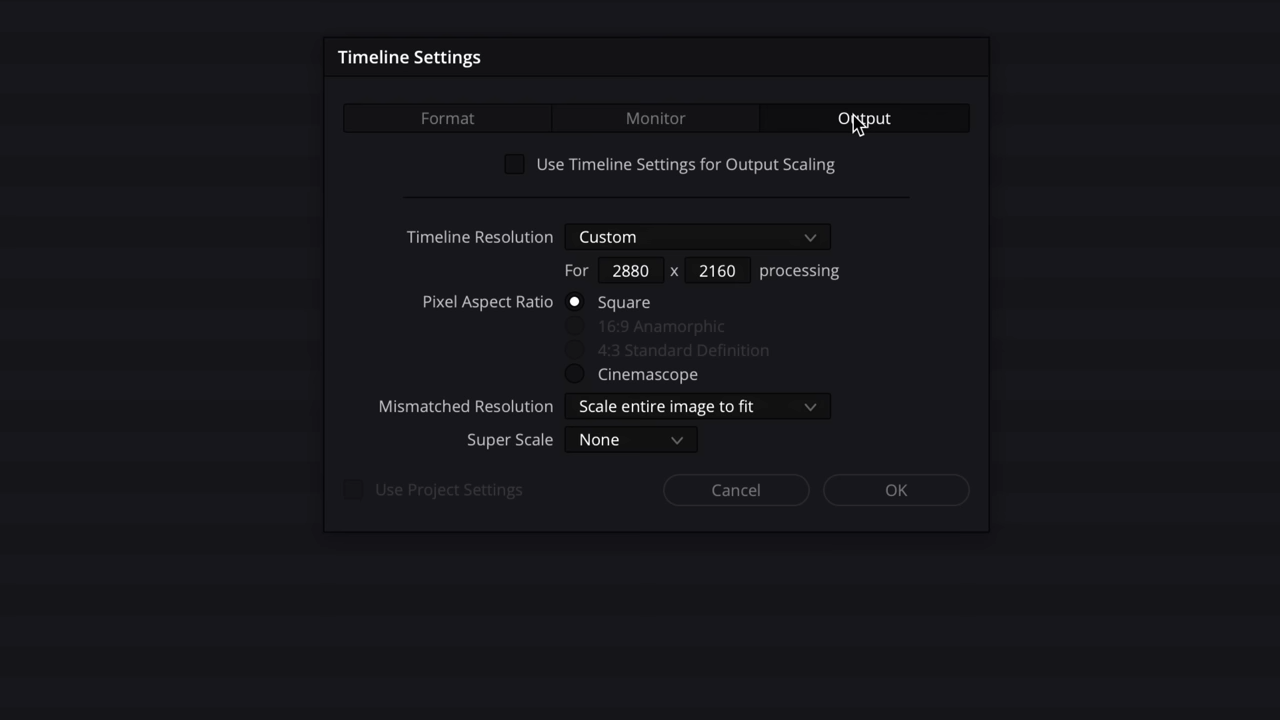 Timeline Settings
Format Monitor Output
Use Timeline Settings for Output Scaling
Timeline Resolution Custom
For 2880 x 2160 processing
Pixel Aspect Ratio Square
16:9 Anamorphic
4:3 Standard Definition
Cinemascope
Mismatched Resolution Scale entire image to fit
Super Scale None
Use Project Settings Cancel OK